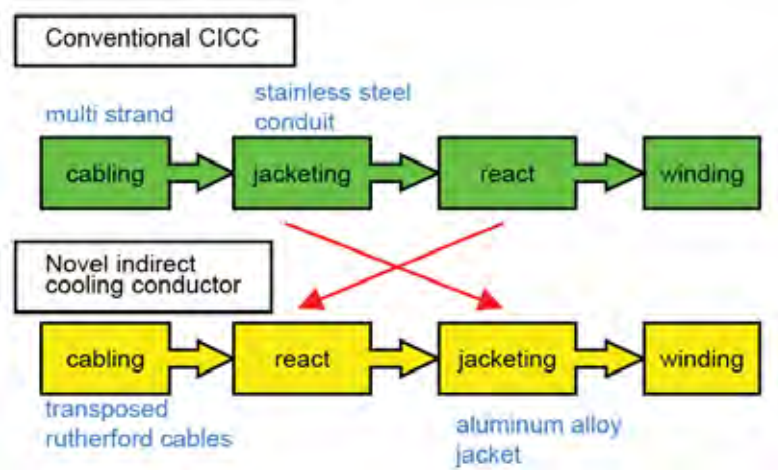 Conventional CICC
multi strand
stainless steel
conduit
cabling
jacketing
react
winding
Novel indirect
cooling conductor
cabling
react
jacketing
winding
transposed
rutherford cables
aluminum alloy
jacket